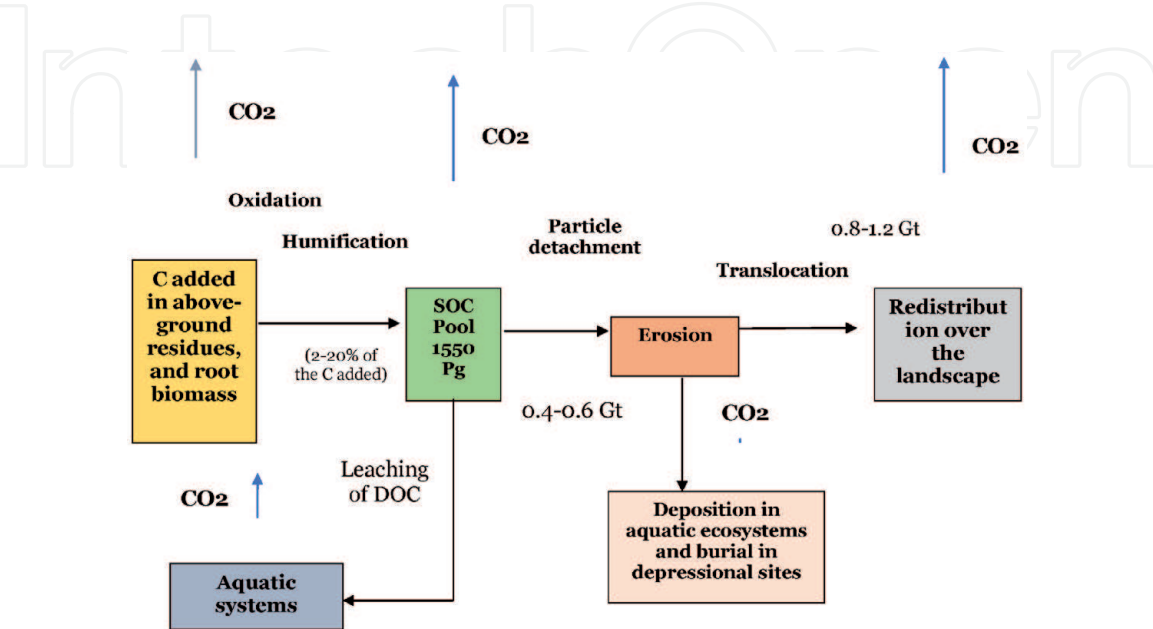 IntechOpen
CO2
CO2
CO2
Oxidation
Humification
Particle
detachment
0.8-1.2 Gt
Translocation
C added
in above-
ground
residues,
and root
biomass
(2-20% of
the C added)
SOC
Pool
1550
Pg
Erosion
Redistribut
ion over
the
landscape
0.4-0.6 Gt
CO2
Leaching
of DOC
CO2
Deposition in
aquatic ecosystems
and burial in
depressional sites
Aquatic
systems